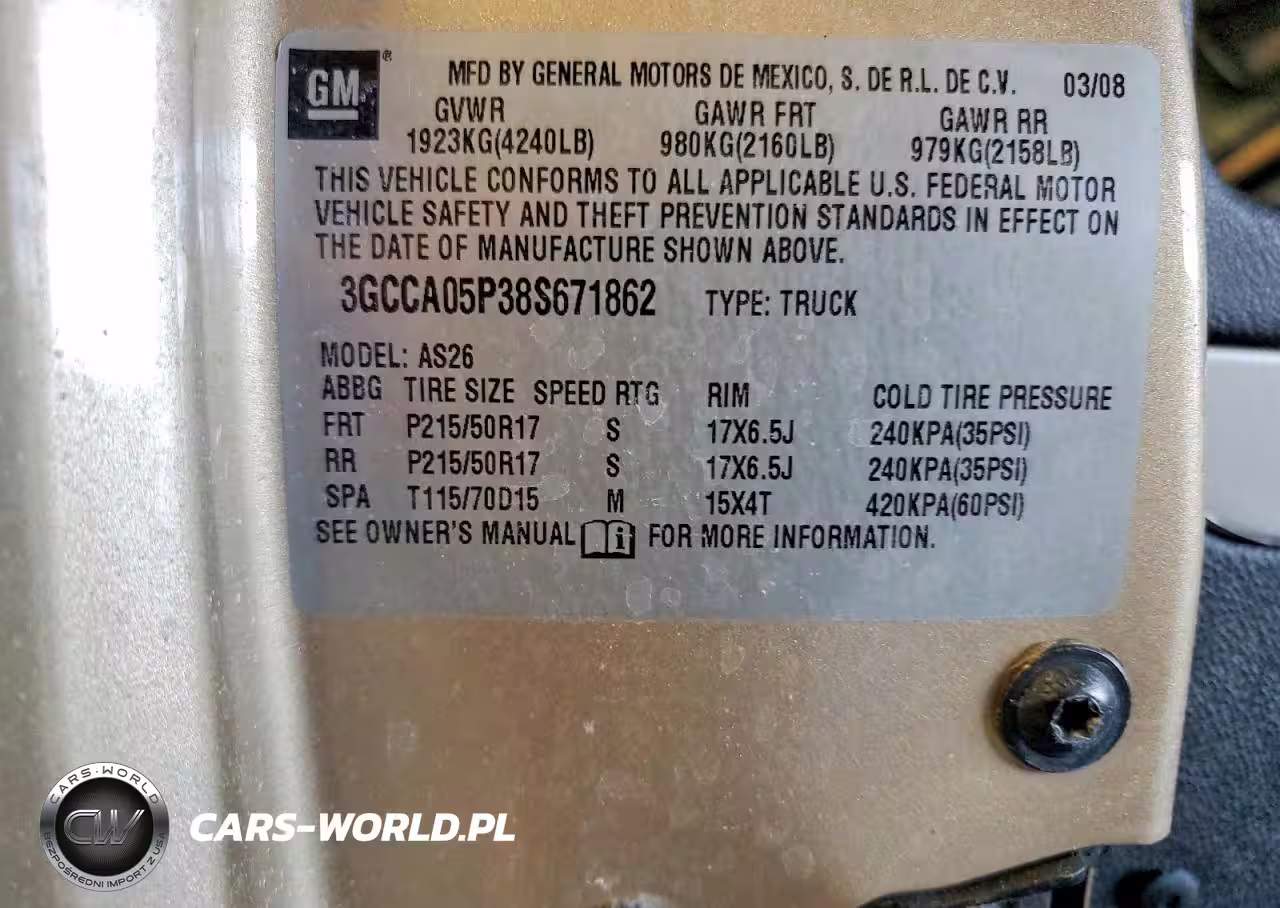 GM ®
MFD BY GENERAL MOTORS DE MEXICO, S. DE R.L. DE C.V. 03/08
GVWR GAWR FRT GAWR RR
1923KG(4240LB) 980KG(2160LB) 979KG(2158LB)
THIS VEHICLE CONFORMS TO ALL APPLICABLE U.S. FEDERAL MOTOR
VEHICLE SAFETY AND THEFT PREVENTION STANDARDS IN EFFECT ON
THE DATE OF MANUFACTURE SHOWN ABOVE.
3GCCA05P38S671862 TYPE: TRUCK
MODEL: AS26
ABBG TIRE SIZE SPEED RTG RIM COLD TIRE PRESSURE
FRT P215/50R17 S 17X6.5J 240KPA(35PSI)
RR P215/50R17 S 17X6.5J 240KPA(35PSI)
SPA T115/70D15 M 15X4T 420KPA(60PSI)
SEE OWNER'S MANUAL i FOR MORE INFORMATION.
CARS-WORLD
CW
BEZPOŚREDNI IMPORT Z USA
CARS-WORLD.PL